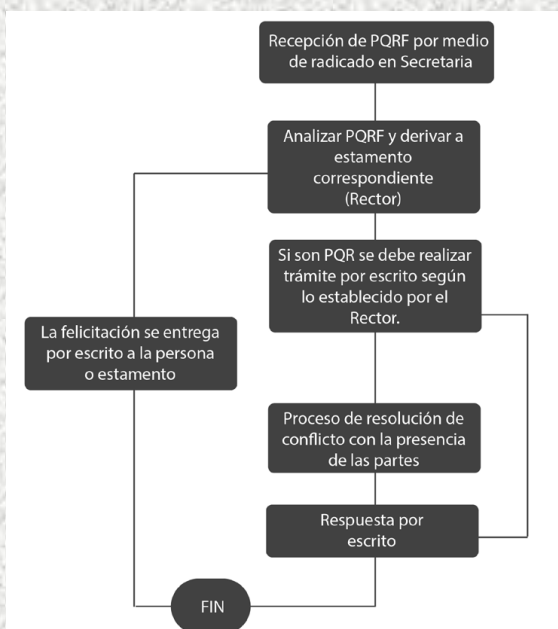 Recepción de PQRF por medio
de radicado en Secretaria
Analizar PQRF y derivar a
estamento
correspondiente
(Rector)
Si son PQR se debe realizar
trámite por escrito según
lo establecido por el
Rector.
La felicitación se entrega
por escrito a la persona
o estamento
Proceso de resolución de
conflicto con la presencia
de las partes
Respuesta por
escrito
FIN